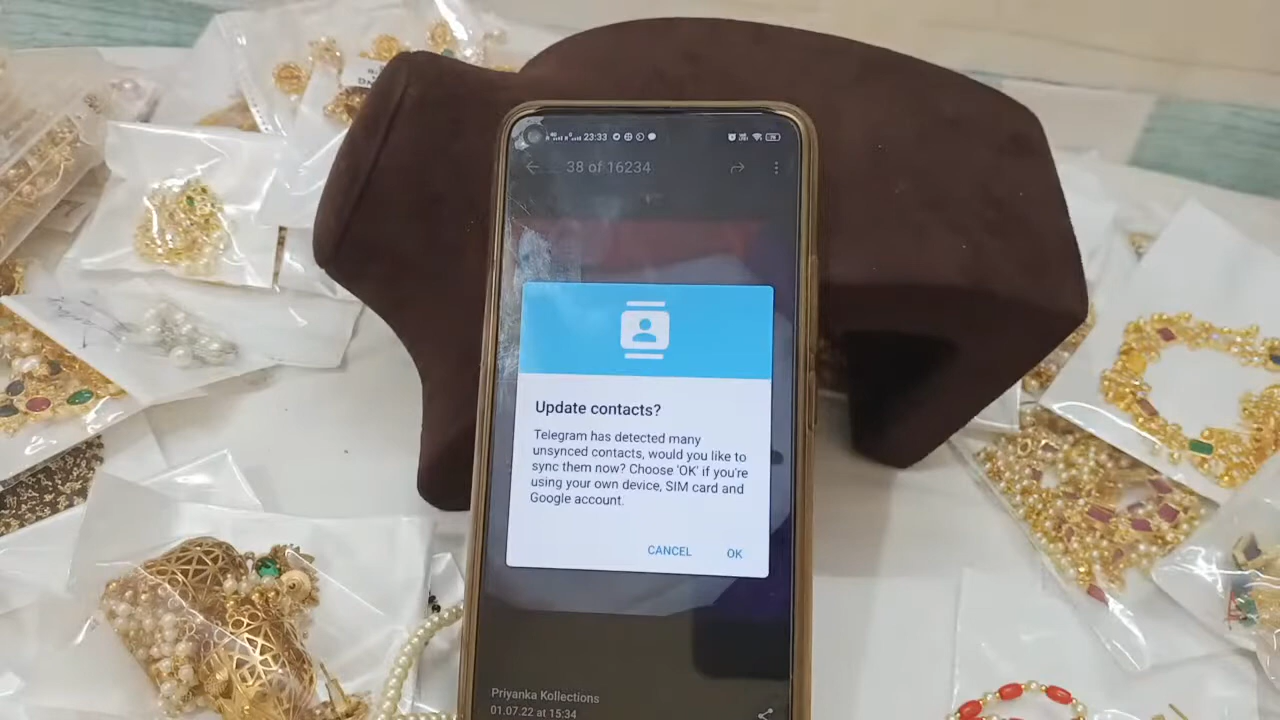 23:33
38 of 16234
Update contacts?
Telegram has detected many
unsynced contacts, would you like to
sync them now? Choose 'OK' if you're
using your own device, SIM card and
Google account.
CANCEL OK
Priyanka Kollections
01.07.22 at 15:34